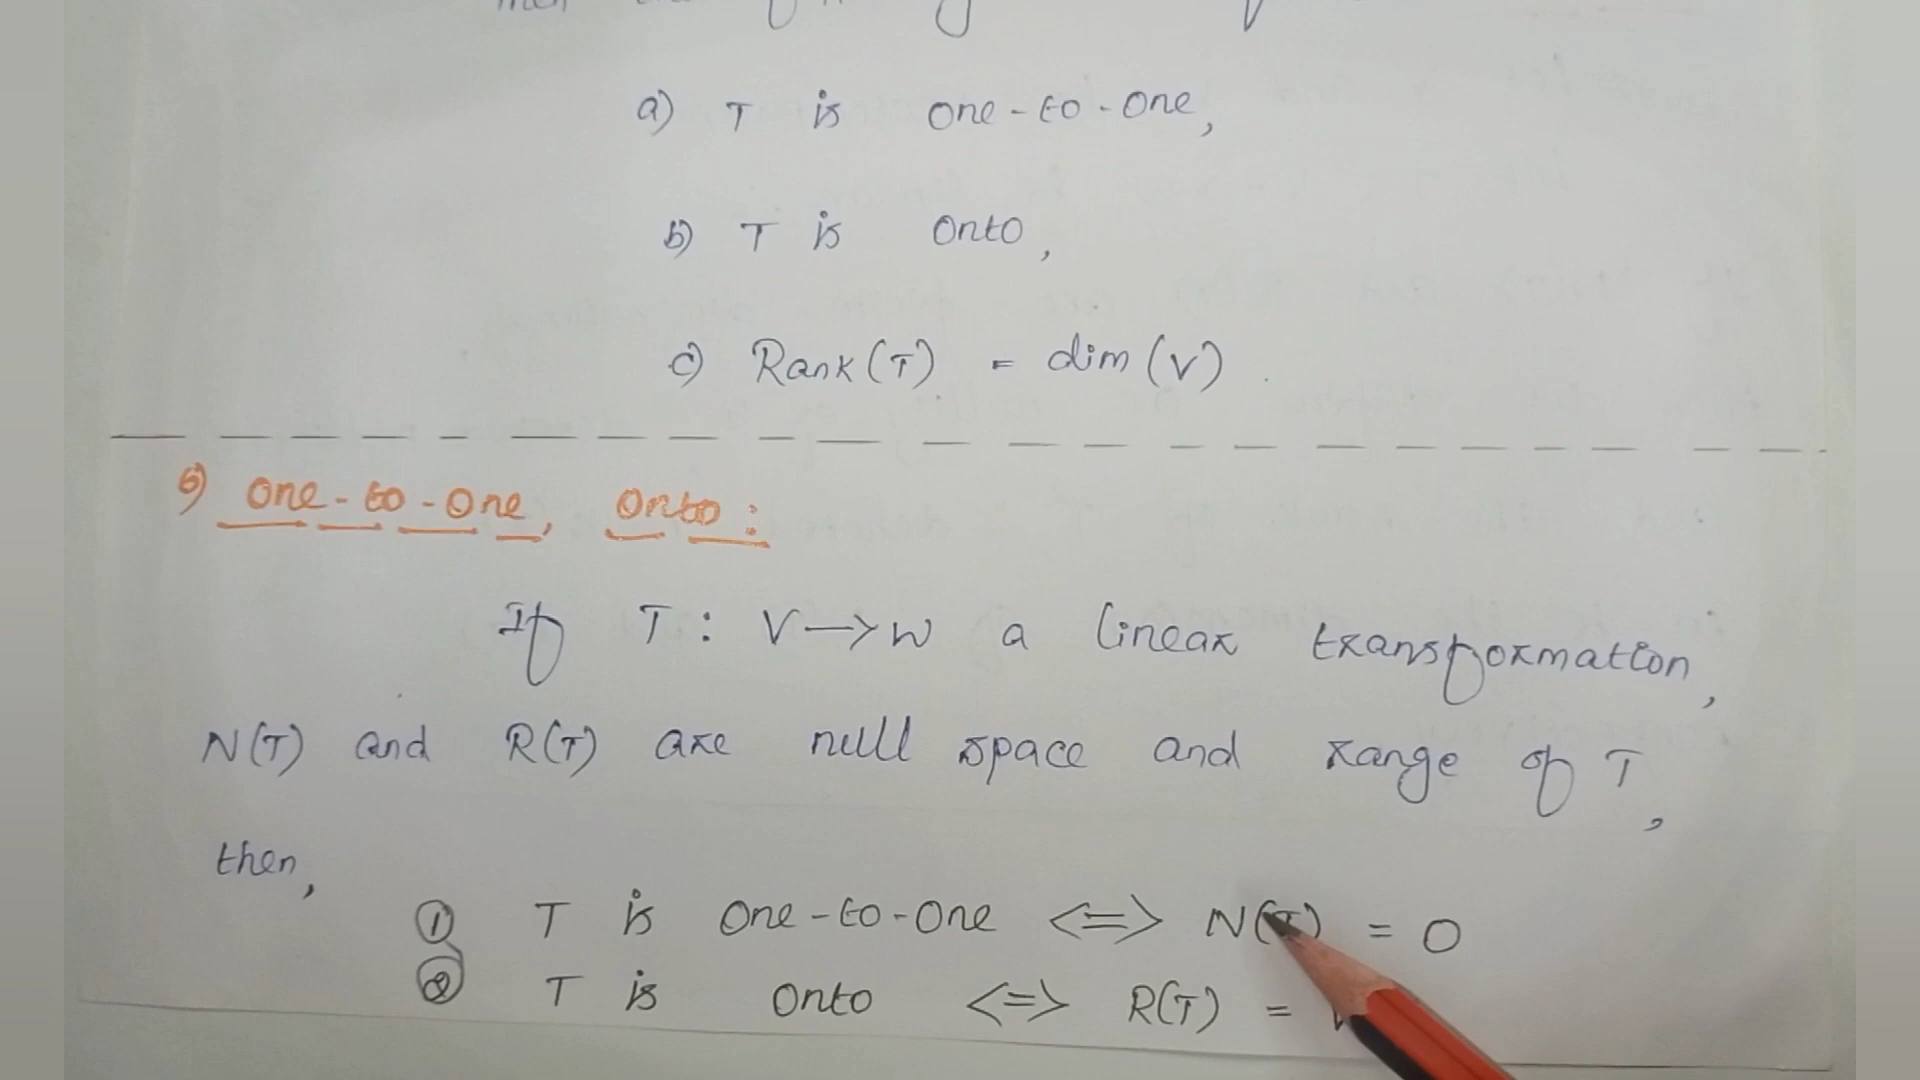 a) T is one-to-one,
b) T is onto,
c) Rank(T) = dim(V).
6) one-to-one, onto:
If T: V→W a linear transformation,
N(T) and R(T) are null space and range of T,
then,
① T is one-to-one <=> N(T) = 0
② T is onto <=> R(T) =